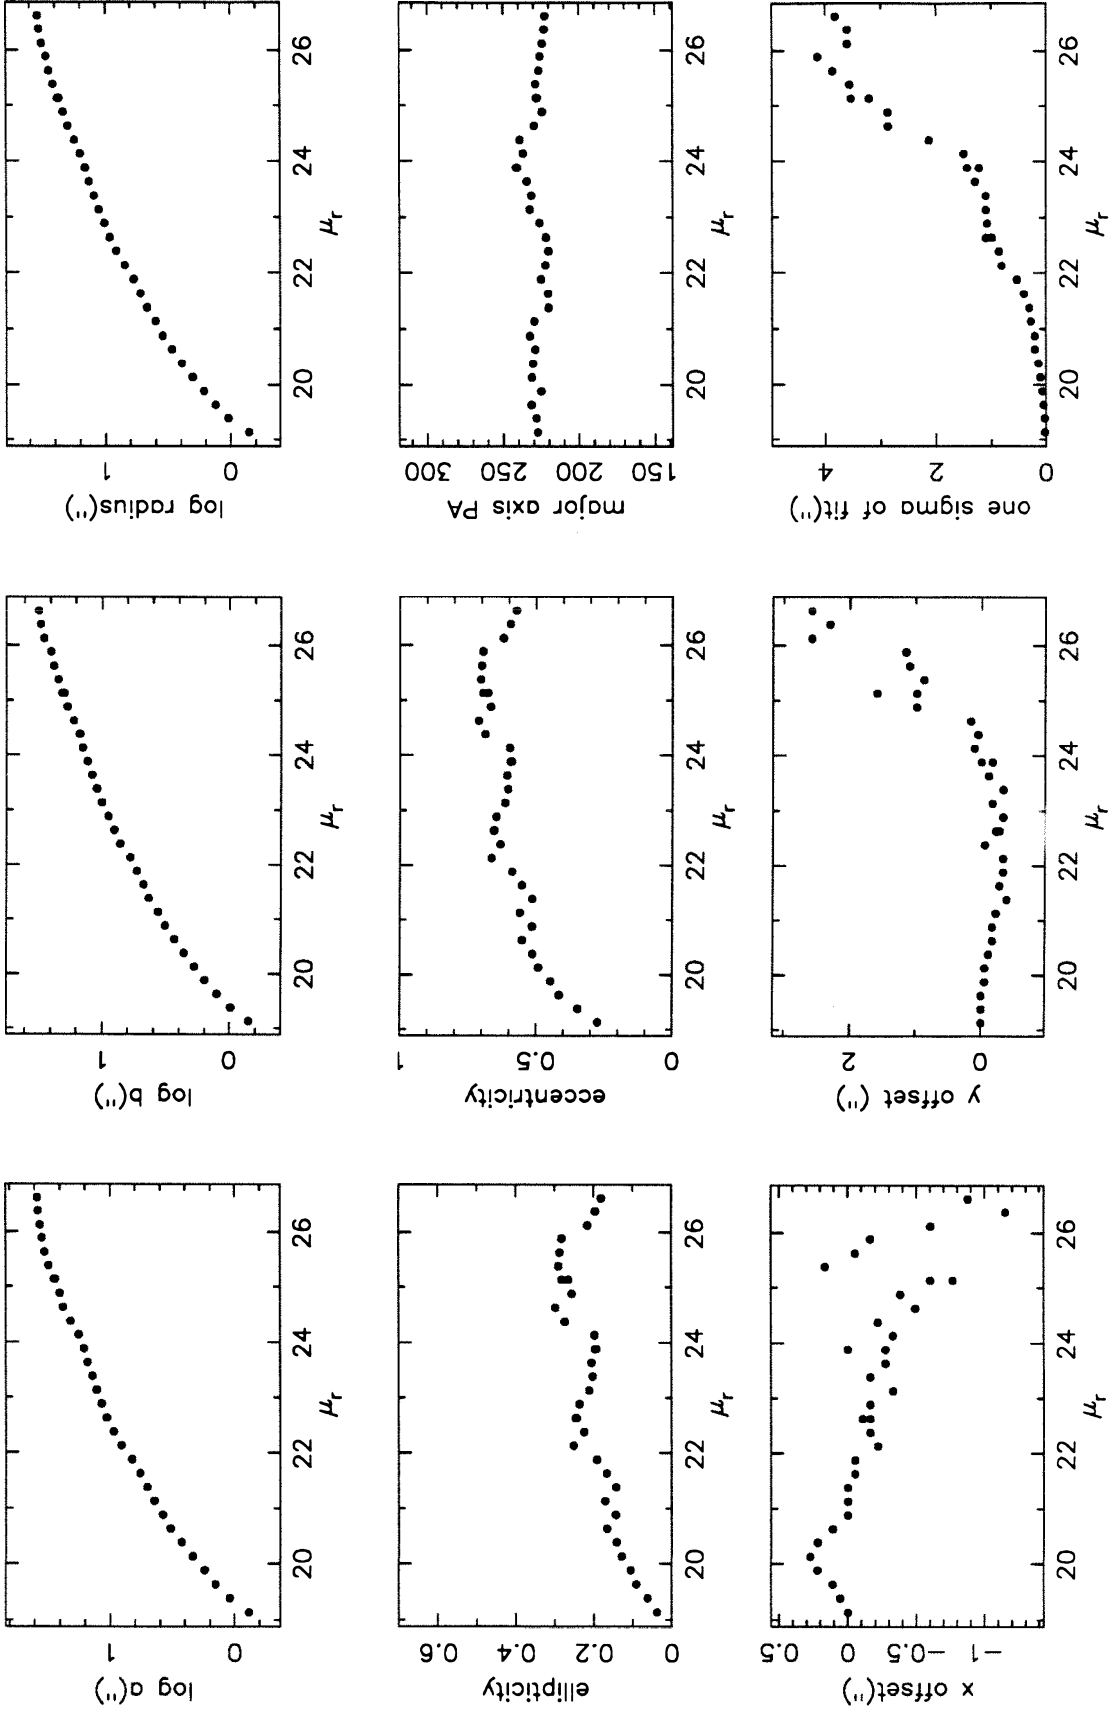 log a(")
1
0
20 22 24 26
μr
log b(")
1
0
20 22 24 26
μr
log radius(")
1
0
20 22 24 26
μr
ellipticity
0.6
0.4
0.2
0
20 22 24 26
μr
eccentricity
1
0.5
0
20 22 24 26
μr
major axis PA
300
250
200
150
20 22 24 26
μr
x offset(")
0.5
0
-0.5
-1
20 22 24 26
μr
y offset (")
2
0
20 22 24 26
μr
one sigma of fit(")
4
2
0
20 22 24 26
μr